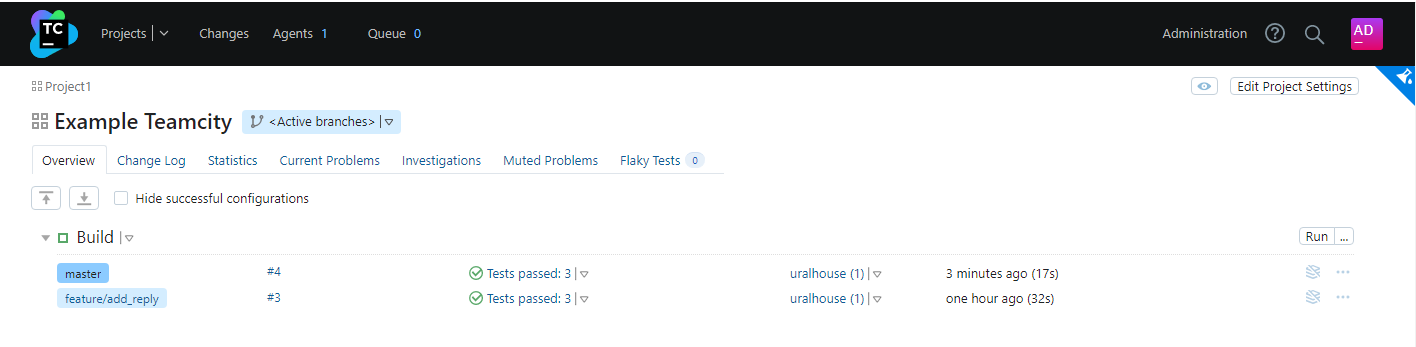 TC Projects Changes Agents 1 Queue 0 Administration AD
Project1 Edit Project Settings
Example Teamcity <Active branches>
Overview Change Log Statistics Current Problems Investigations Muted Problems Flaky Tests 0
Hide successful configurations
Build Run ...
master #4 Tests passed: 3 uralhouse (1) 3 minutes ago (17s)
feature/add_reply #3 Tests passed: 3 uralhouse (1) one hour ago (32s)